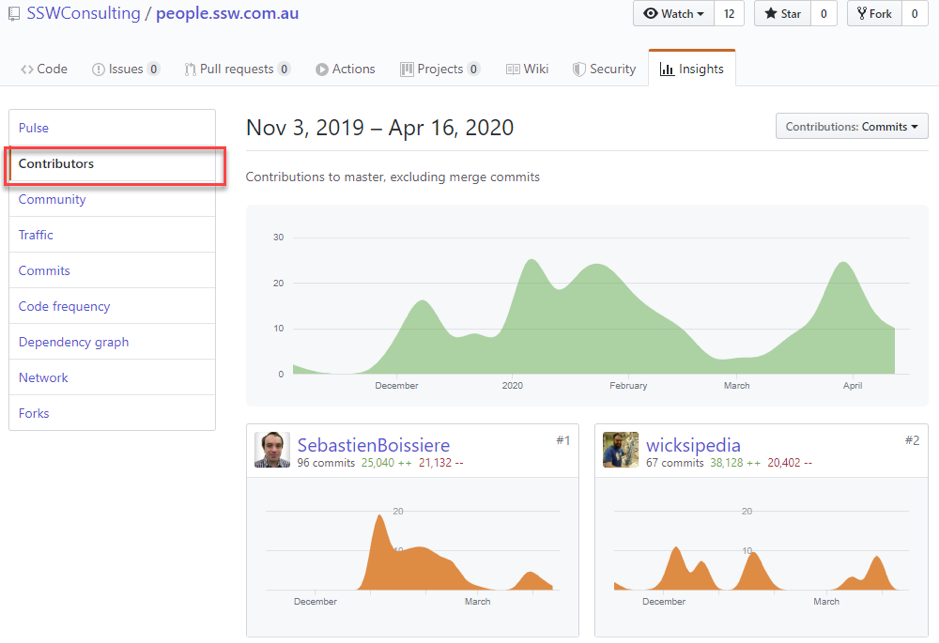 SSWConsulting / people.ssw.com.au
Watch 12 Star 0 Fork 0
Code Issues 0 Pull requests 0 Actions Projects 0 Wiki Security Insights
Pulse
Contributors
Community
Traffic
Commits
Code frequency
Dependency graph
Network
Forks
Nov 3, 2019 – Apr 16, 2020
Contributions: Commits
Contributions to master, excluding merge commits
30
20
10
0
December 2020 February March April
SebastienBoissiere #1
96 commits 25,040 ++ 21,132 --
20
10
December March
wicksipedia #2
67 commits 38,128 ++ 20,402 --
20
10
December March